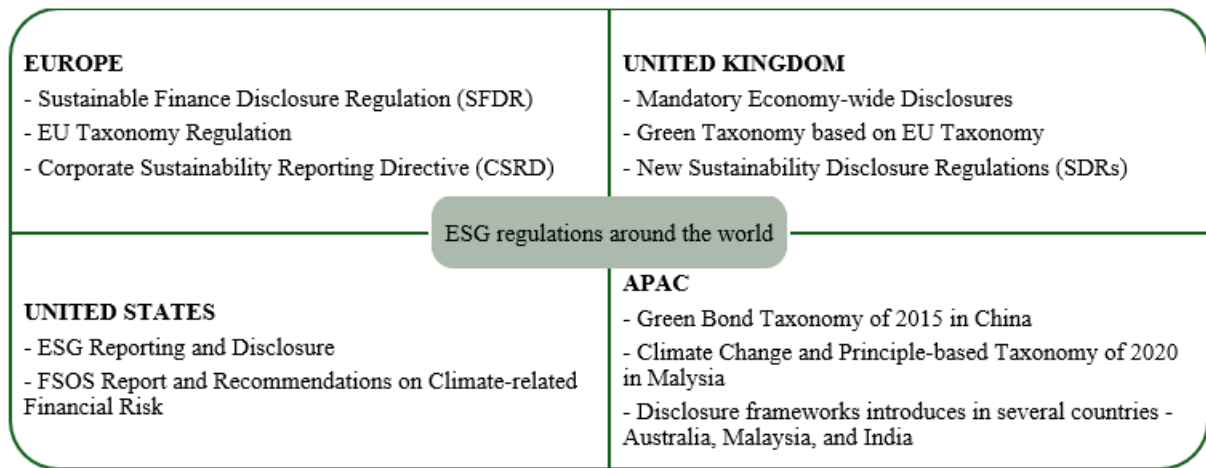 EUROPE
- Sustainable Finance Disclosure Regulation (SFDR)
- EU Taxonomy Regulation
- Corporate Sustainability Reporting Directive (CSRD)
UNITED KINGDOM
- Mandatory Economy-wide Disclosures
- Green Taxonomy based on EU Taxonomy
- New Sustainability Disclosure Regulations (SDRs)
ESG regulations around the world
UNITED STATES
- ESG Reporting and Disclosure
- FSOS Report and Recommendations on Climate-related
Financial Risk
APAC
- Green Bond Taxonomy of 2015 in China
- Climate Change and Principle-based Taxonomy of 2020
in Malysia
- Disclosure frameworks introduces in several countries -
Australia, Malaysia, and India